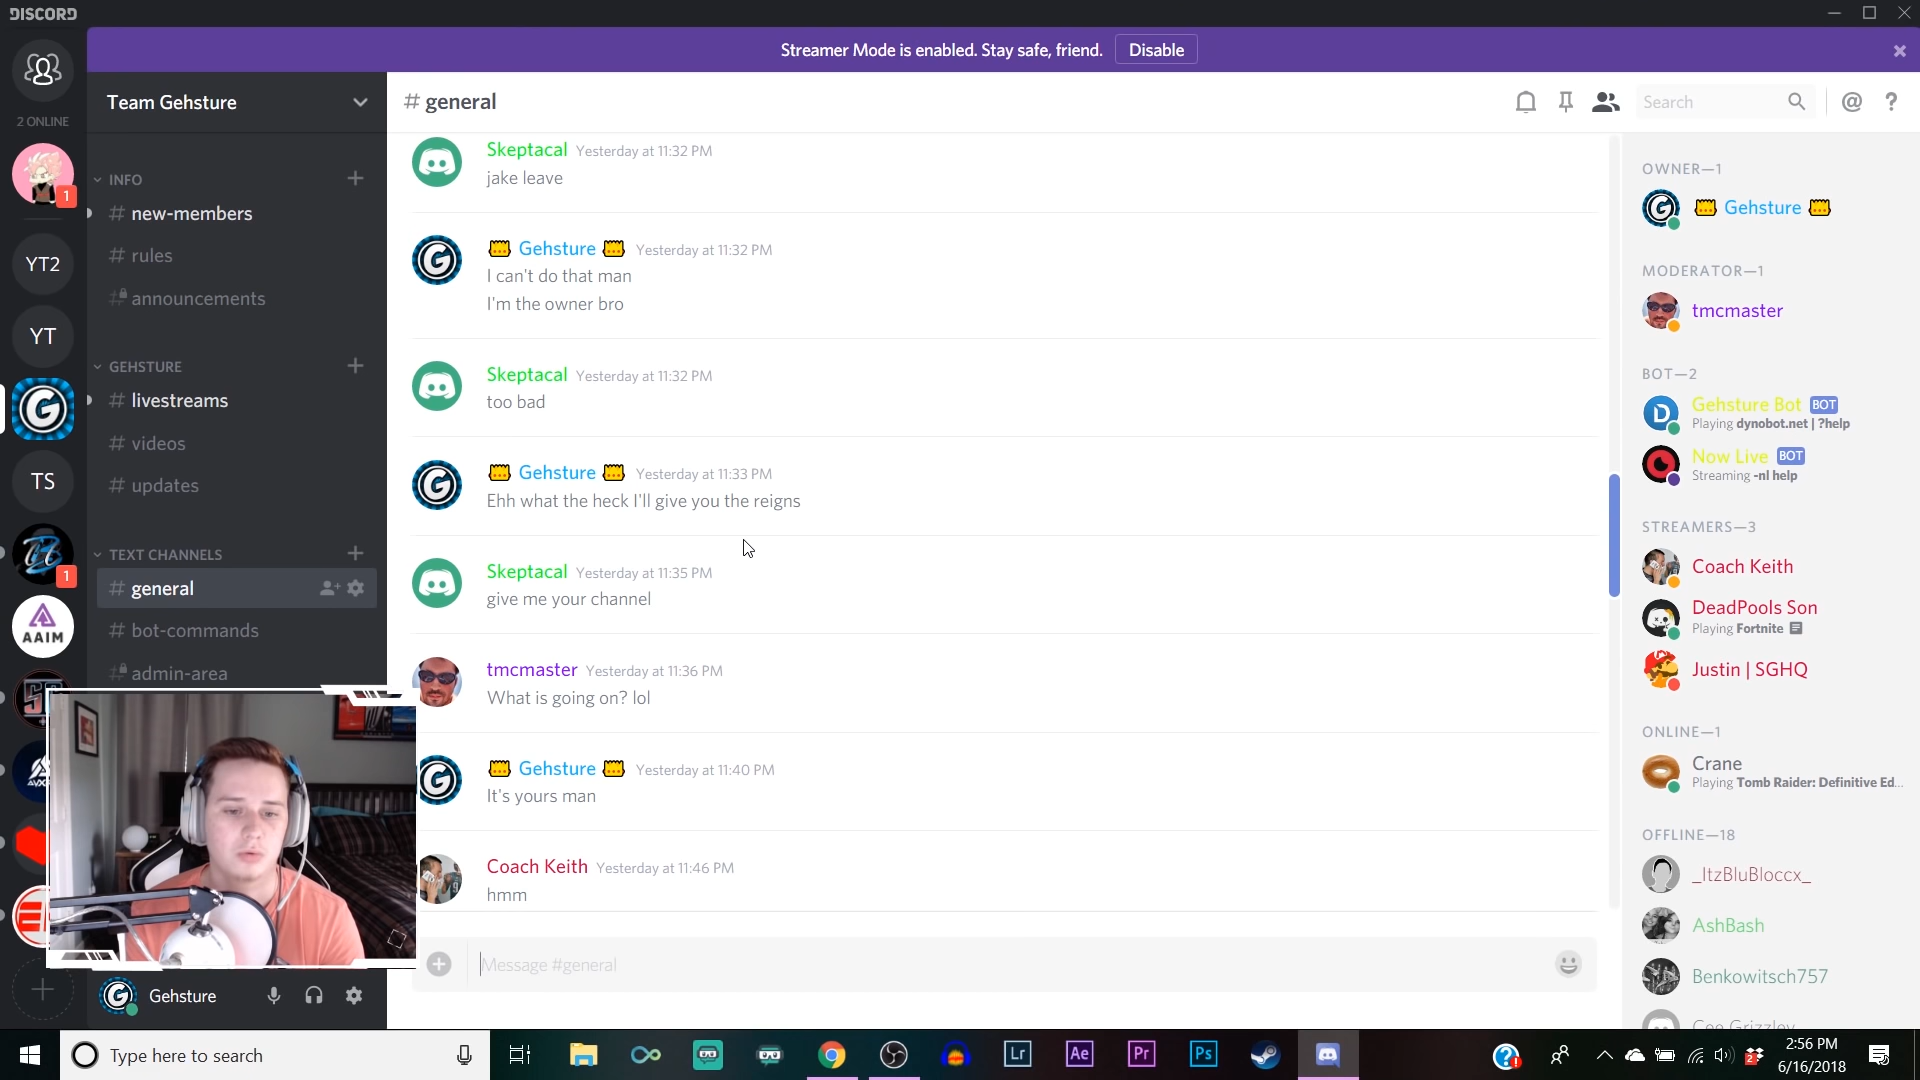 DISCORD
Streamer Mode is enabled. Stay safe, friend.
Disable
2 ONLINE
1
YT2
YT
TS
1
AAIM
Team Gehsture
INFO
# new-members
# rules
announcements
GEHSTURE
# livestreams
# videos
# updates
TEXT CHANNELS
# general
# bot-commands
admin-area
Gehsture
# general
Search
@ ?
Skeptacal Yesterday at 11:32 PM
jake leave
Gehsture Yesterday at 11:32 PM
I can't do that man
I'm the owner bro
Skeptacal Yesterday at 11:32 PM
too bad
Gehsture Yesterday at 11:33 PM
Ehh what the heck I'll give you the reigns
Skeptacal Yesterday at 11:35 PM
give me your channel
tmcmaster Yesterday at 11:36 PM
What is going on? lol
Gehsture Yesterday at 11:40 PM
It's yours man
Coach Keith Yesterday at 11:46 PM
hmm
Message #general
OWNER—1
Gehsture
MODERATOR—1
tmcmaster
BOT—2
Gehsture Bot BOT
Playing dynobot.net | ?help
Now Live BOT
Streaming -nl help
STREAMERS—3
Coach Keith
DeadPools Son
Playing Fortnite
Justin | SGHQ
ONLINE—1
Crane
Playing Tomb Raider: Definitive Ed...
OFFLINE—18
_ItzBluBloccx_
AshBash
Benkowitsch757
Type here to search
Lr
Ae
Pr
Ps
2:56 PM
6/16/2018